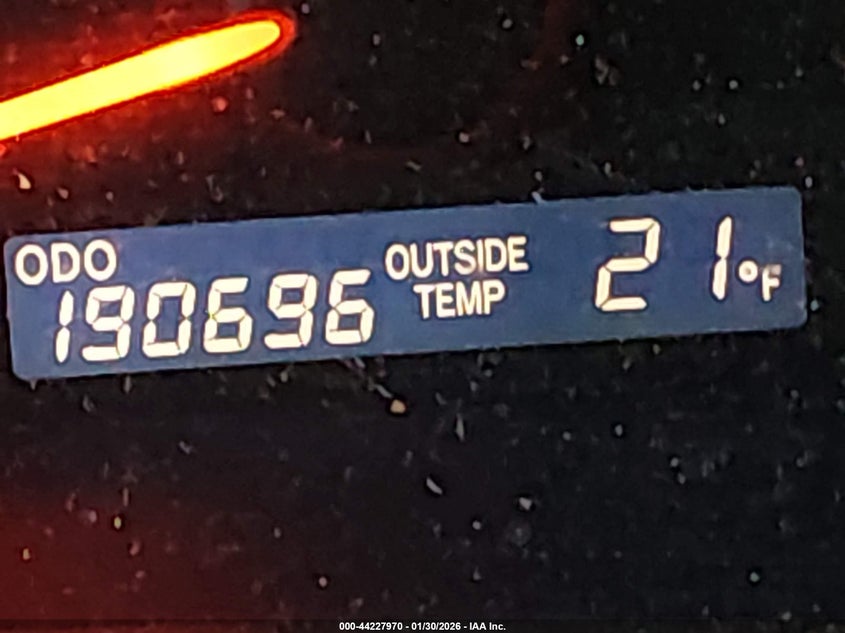 ODO
190696
OUTSIDE
TEMP
21°F
000-44227970 - 01/30/2026 - IAA Inc.